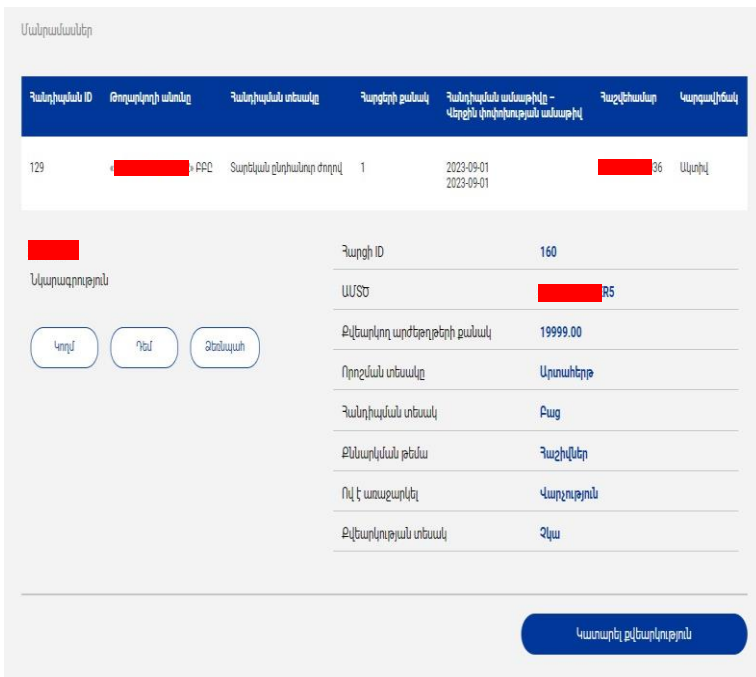 Մանրամասներ
Հանդիպման ID Թողարկողի անունը Հանդիպման տեսակը Հարցերի քանակ Հանդիպման ամսաթիվը – Հաշվեհամար Կարգավիճակ
Վերջին փոփոխության ամսաթիվ
129 « » ԲԲԸ Տարեկան ընդհանուր ժողով 1 2023-09-01 36 Ակտիվ
2023-09-01
Նկարագրություն
Կողմ Դեմ Ձեռնպահ
Հարցի ID 160
ԱՄՏԾ R5
Քվեարկող արժեթղթերի քանակ 19999.00
Որոշման տեսակը Արտահերթ
Հանդիպման տեսակ Բաց
Քննարկման թեմա Հաշիվներ
Ով է առաջարկել Վարչություն
Քվեարկության տեսակ Չկա
Կատարել քվեարկություն